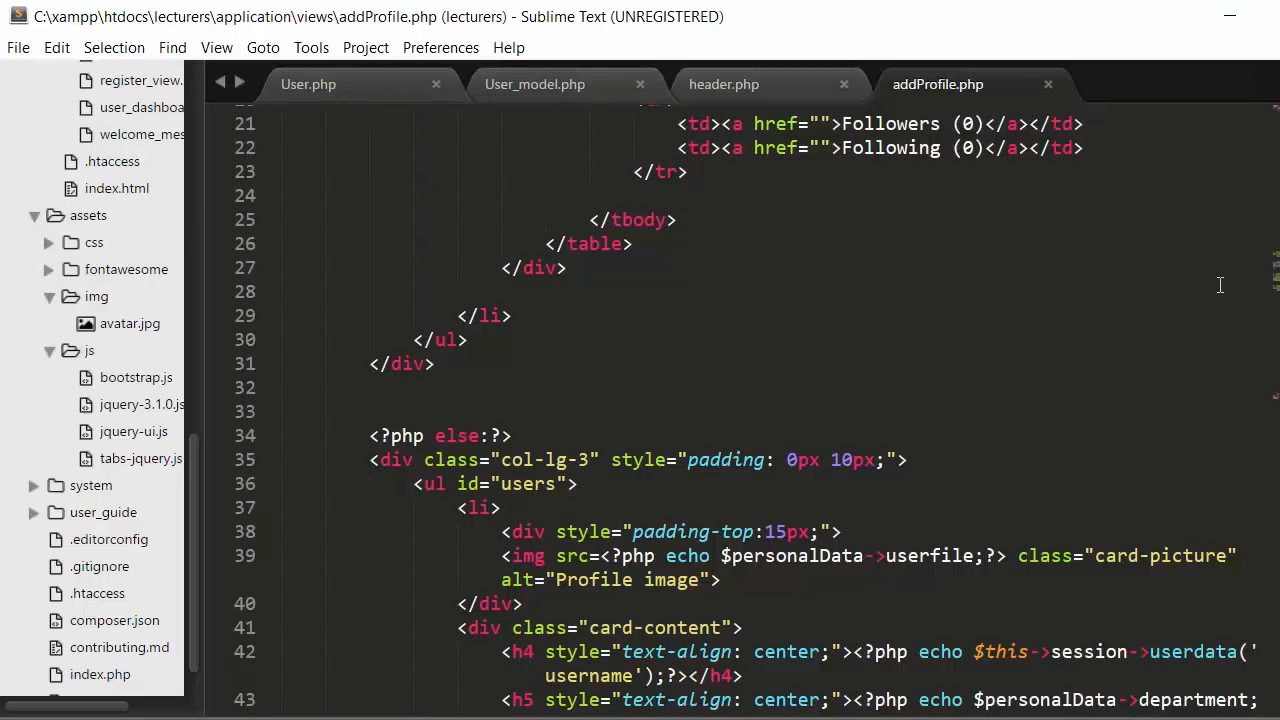 C:\xampp\htdocs\lectuers\application\views\addProfile.php (lecturers) - Sublime Text (UNREGISTERED)
File Edit Selection Find View Goto Tools Project Preferences Help
User.php
User_model.php
header.php
addProfile.php
register_view.
user_dashboa
welcome_mes
.htaccess
index.html
assets
css
fontawesome
img
avatar.jpg
js
bootstrap.js
jquery-3.1.0.js
jquery-ui.js
tabs-jquery.js
system
user_guide
.editorconfig
.gitignore
.htaccess
composer.json
contributing.md
index.php
21 <td><a href="">Followers (0)</a></td>
22 <td><a href="">Following (0)</a></td>
23 </tr>
24
25 </tbody>
26 </table>
27 </div>
28
29 </li>
30 </ul>
31 </div>
32
33
34 <?php else:?>
35 <div class="col-lg-3" style="padding: 0px 10px;">
36 <ul id="users">
37 <li>
38 <div style="padding-top:15px;">
39 <img src=<?php echo $personalData->userfile;?> class="card-picture"
alt="Profile image">
40 </div>
41 <div class="card-content">
42 <h4 style="text-align: center;"><?php echo $this->session->userdata('
username');?></h4>
43 <h5 style="text-align: center;"><?php echo $personalData->department;